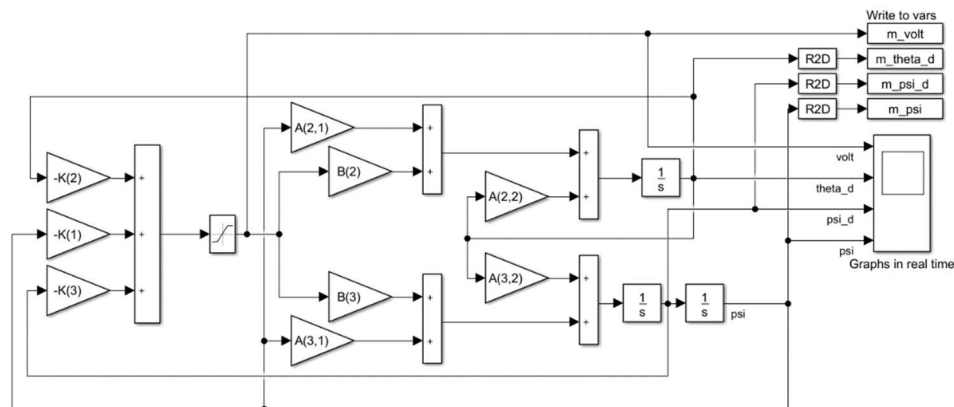 Write to vars
m_volt
R2D
m_theta_d
R2D
m_psi_d
R2D
m_psi
A(2,1)
+
+
B(2)
+
+
-K(2)
+
volt
1
s
theta_d
A(2,2)
+
-K(1)
+
psi_d
psi
Graphs in real time
A(3,2)
+
-K(3)
+
B(3)
+
1
s
1
s
psi
+
A(3,1)
+